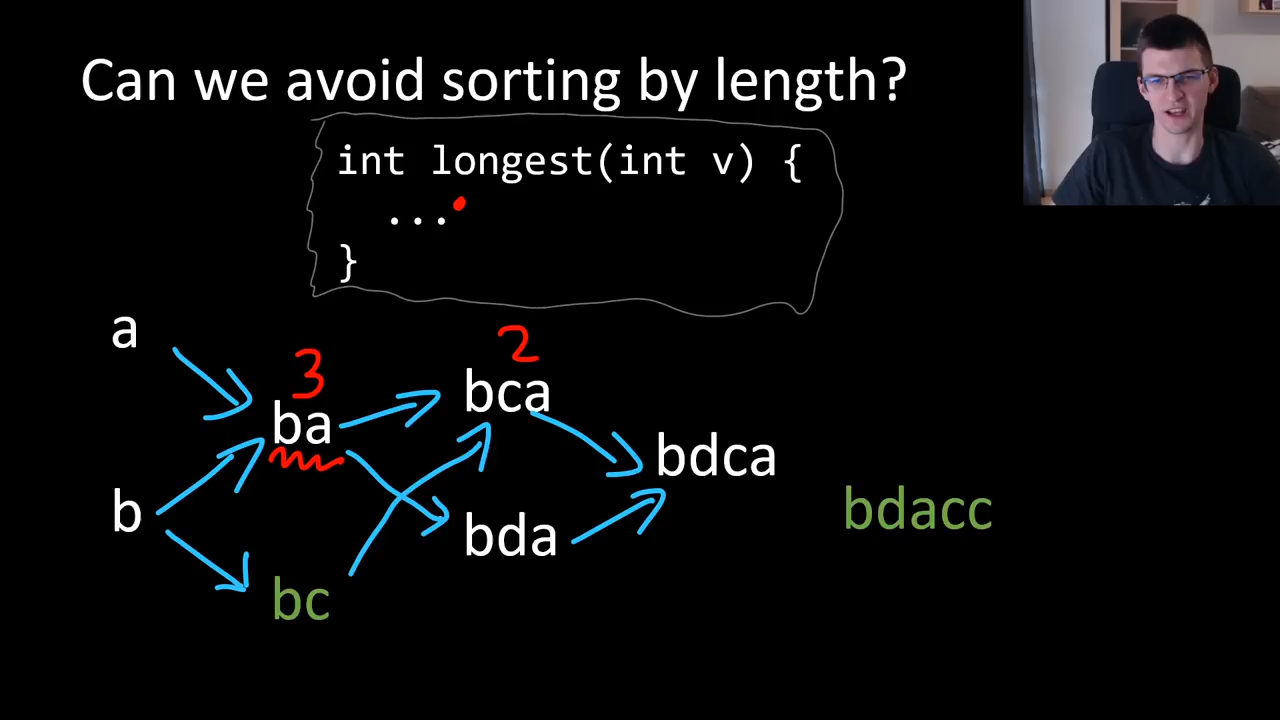 Can we avoid sorting by length?
int longest(int v) {
...
}
a
3
ba
2
bca
bdca
b
bda
bdacc
bc